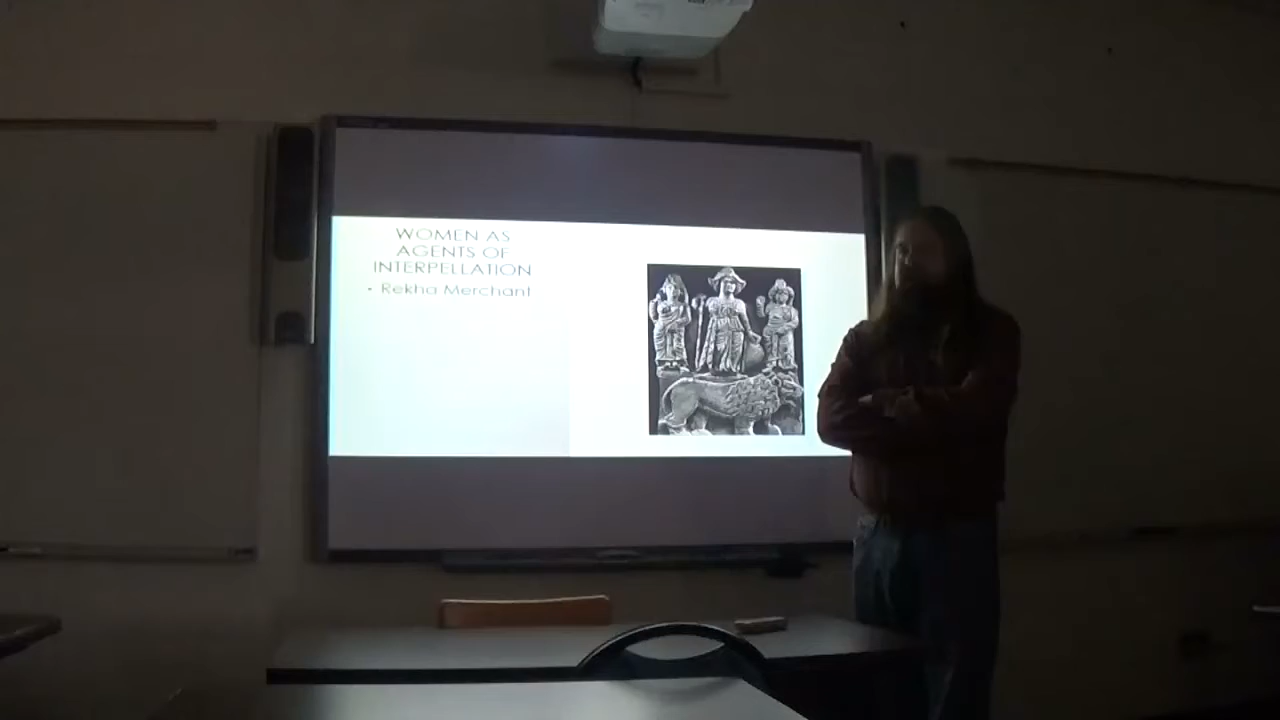 WOMEN AS
AGENTS OF
INTERPELLATION
• Rekha Merchant